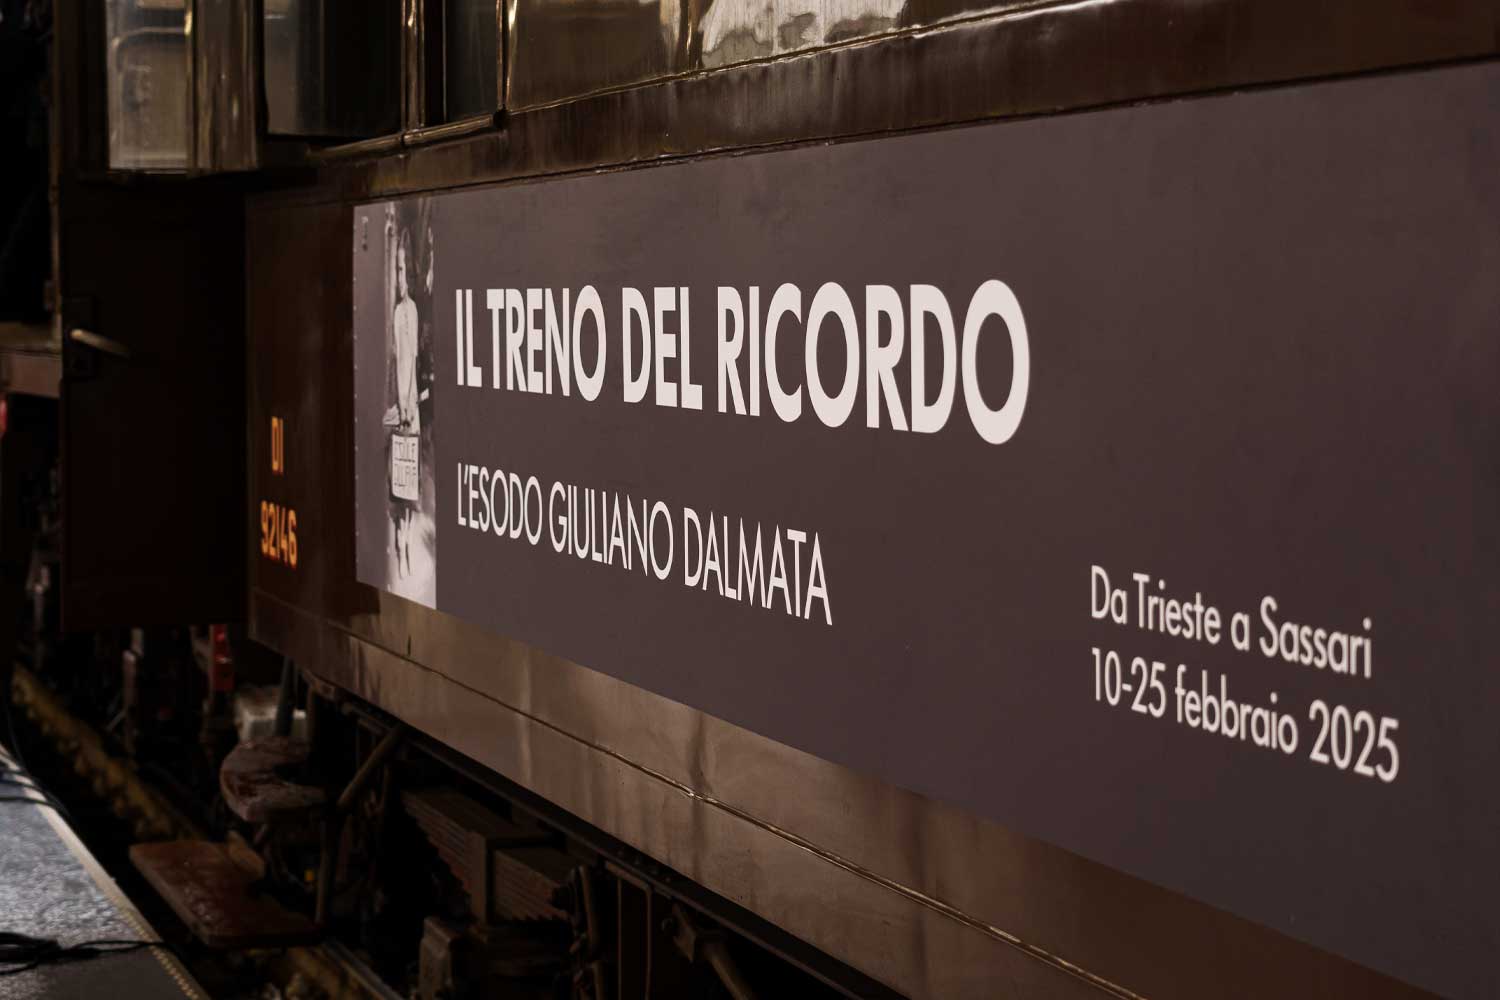 IL TRENO DEL RICORDO
L'ESODO GIULIANO DALMATA
Da Trieste a Sassari
10-25 febbraio 2025
DI
92146